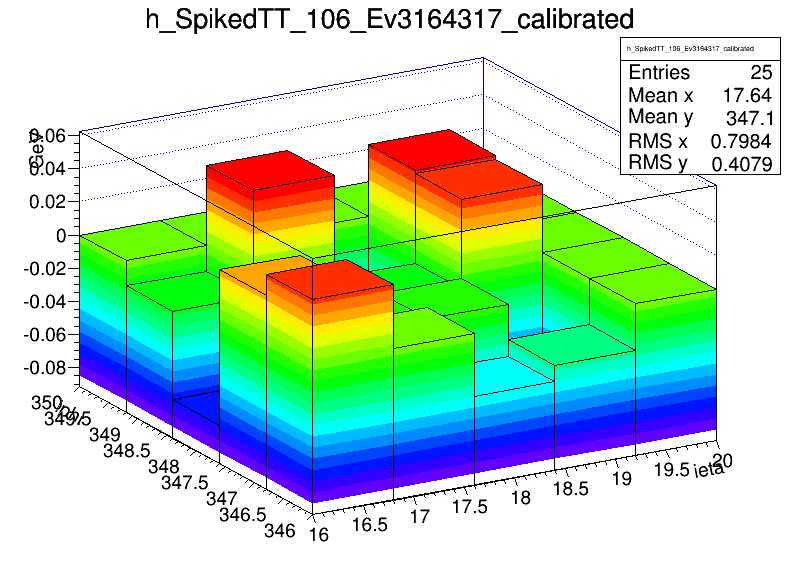 h_SpikedTT_106_Ev3164317_calibrated
h_SpikedTT_106_Ev3164317_calibrated
Entries 25
Mean x 17.64
Mean y 347.1
RMS x 0.7984
RMS y 0.4079
GeV
0.06
0.04
0.02
0
-0.02
-0.04
-0.06
-0.08
350
349.5
349
348.5
348
347.5
347
346.5
346
16
16.5
17
17.5
18
18.5
19
19.5
20
ieta